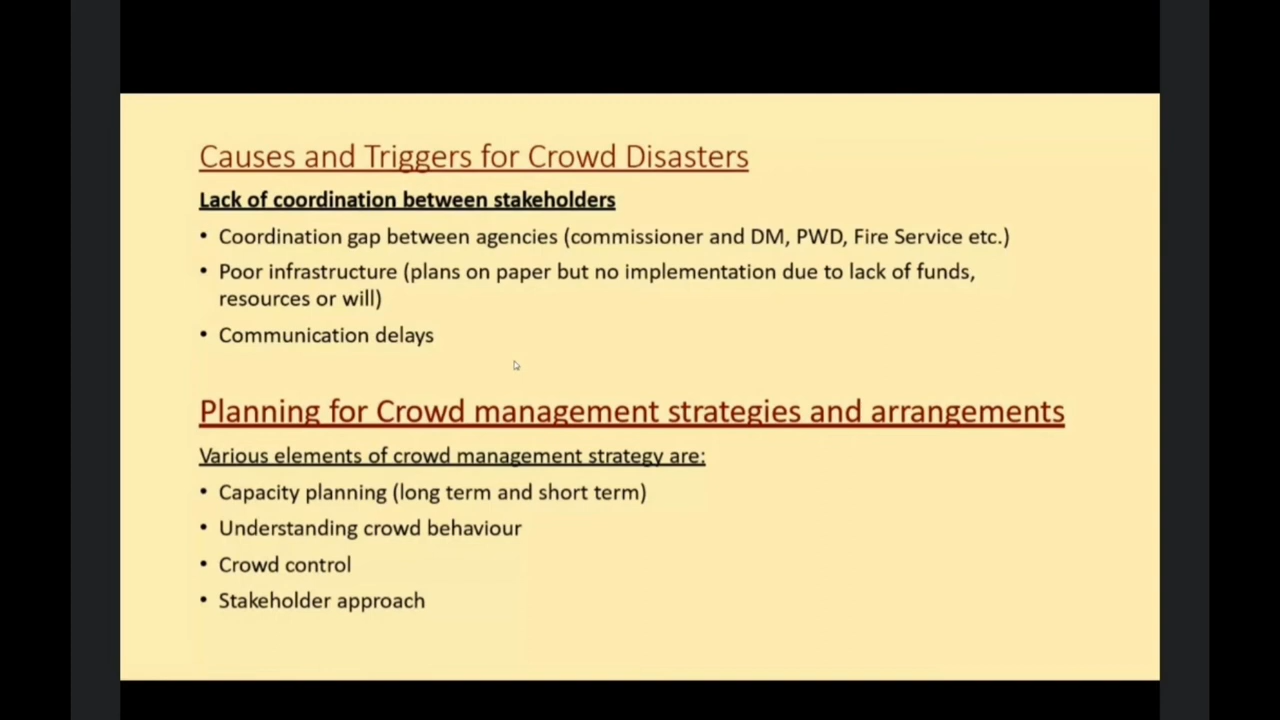 Causes and Triggers for Crowd Disasters
Lack of coordination between stakeholders
• Coordination gap between agencies (commissioner and DM, PWD, Fire Service etc.)
• Poor infrastructure (plans on paper but no implementation due to lack of funds,
resources or will)
• Communication delays
Planning for Crowd management strategies and arrangements
Various elements of crowd management strategy are:
• Capacity planning (long term and short term)
• Understanding crowd behaviour
• Crowd control
• Stakeholder approach